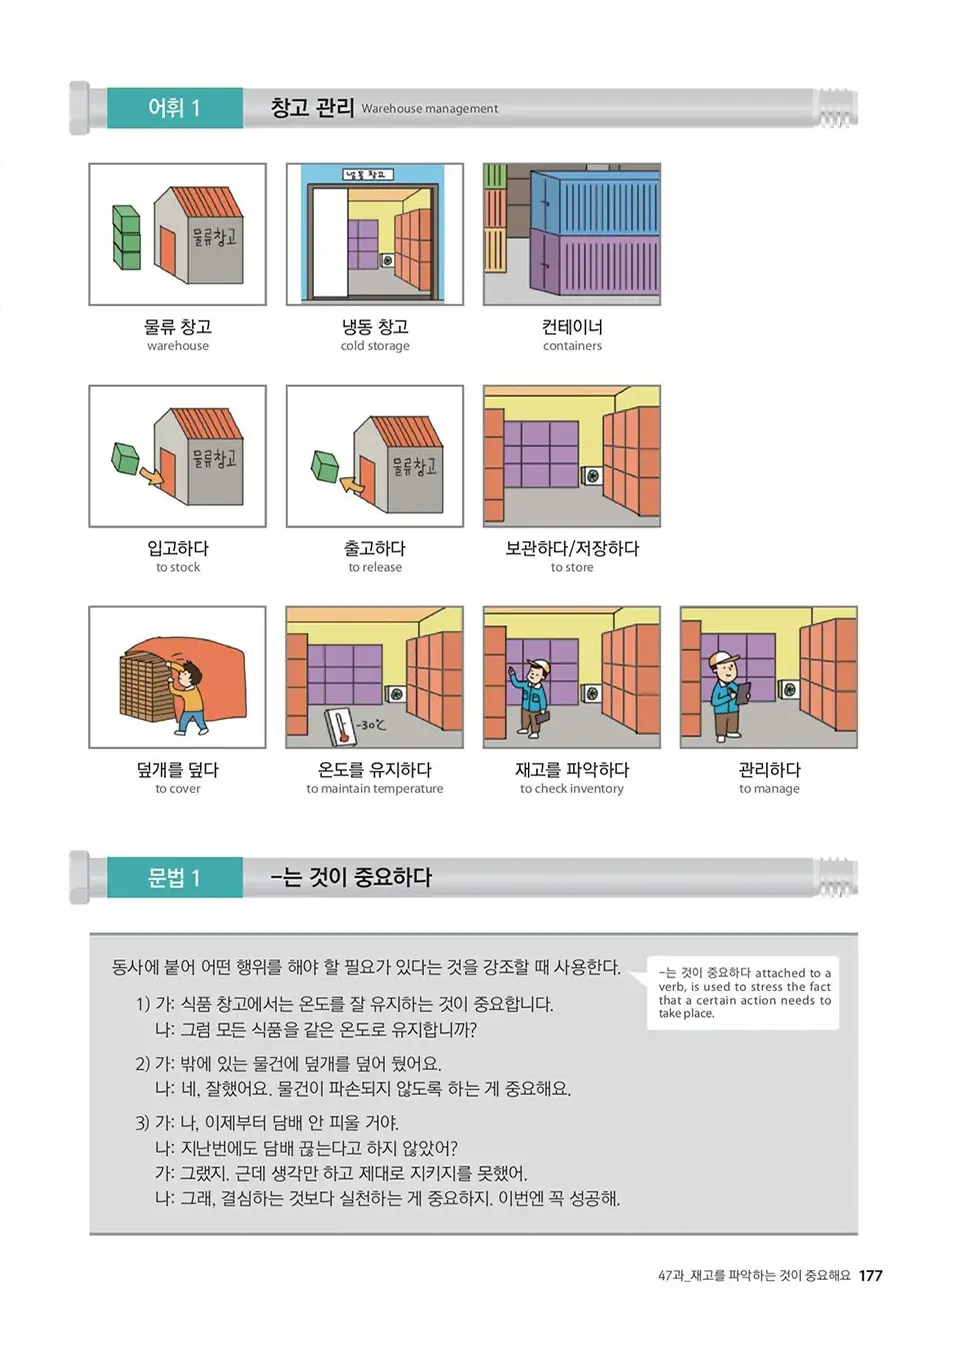 어휘 1
창고 관리 Warehouse management
물류창고
냉동 창고
물류 창고
warehouse
냉동 창고
cold storage
컨테이너
containers
물류창고
물류창고
입고하다
to stock
출고하다
to release
보관하다/저장하다
to store
-30℃
덮개를 덮다
to cover
온도를 유지하다
to maintain temperature
재고를 파악하다
to check inventory
관리하다
to manage
문법 1
-는 것이 중요하다
동사에 붙어 어떤 행위를 해야 할 필요가 있다는 것을 강조할 때 사용한다.
-는 것이 중요하다 attached to a
verb, is used to stress the fact
that a certain action needs to
take place.
1) 가: 식품 창고에서는 온도를 잘 유지하는 것이 중요합니다.
나: 그럼 모든 식품을 같은 온도로 유지합니까?
2) 가: 밖에 있는 물건에 덮개를 덮어 뒀어요.
나: 네, 잘했어요. 물건이 파손되지 않도록 하는 게 중요해요.
3) 가: 나, 이제부터 담배 안 피울 거야.
나: 지난번에도 담배 끊는다고 하지 않았어?
가: 그랬지. 근데 생각만 하고 제대로 지키지를 못했어.
나: 그래, 결심하는 것보다 실천하는 게 중요하지. 이번엔 꼭 성공해.
47과_재고를 파악하는 것이 중요해요 177